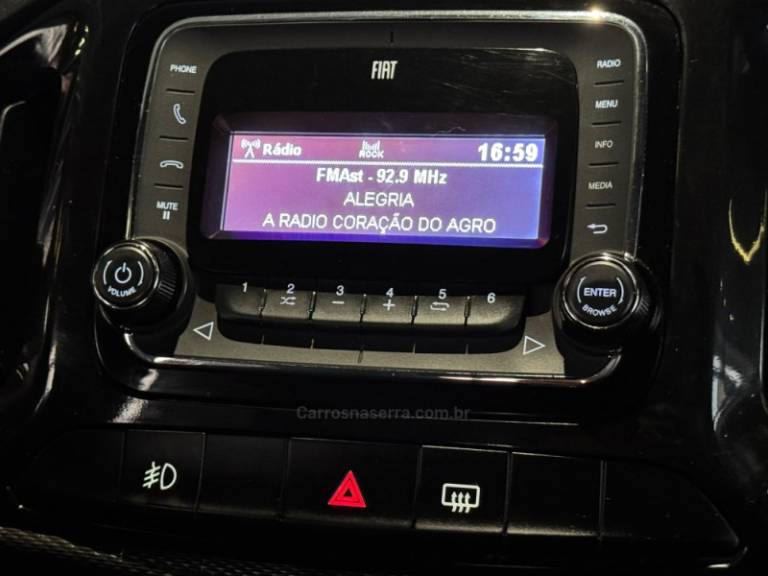 PHONE
FIAT
RADIO
MENU
INFO
MEDIA
MUTE
Rádio
ROCK
16:59
FMAst - 92.9 MHz
ALEGRIA
A RADIO CORAÇÃO DO AGRO
VOLUME
1 2 3 4 5 6
ENTER
BROWSE
Carrosnaserra.com.br